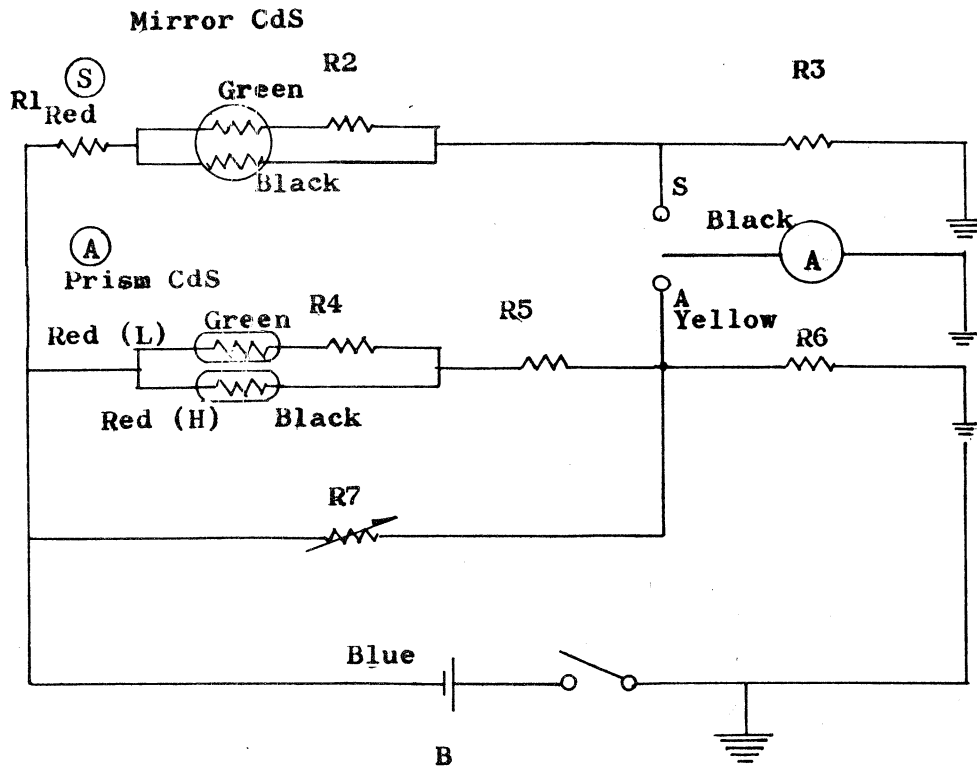 Mirror CdS
S
R1
Red
Green
R2
R3
Black
S
Black
A
A
Prism CdS
Red (L)
Green
R4
R5
A
Yellow
R6
Red (H)
Black
R7
Blue
B